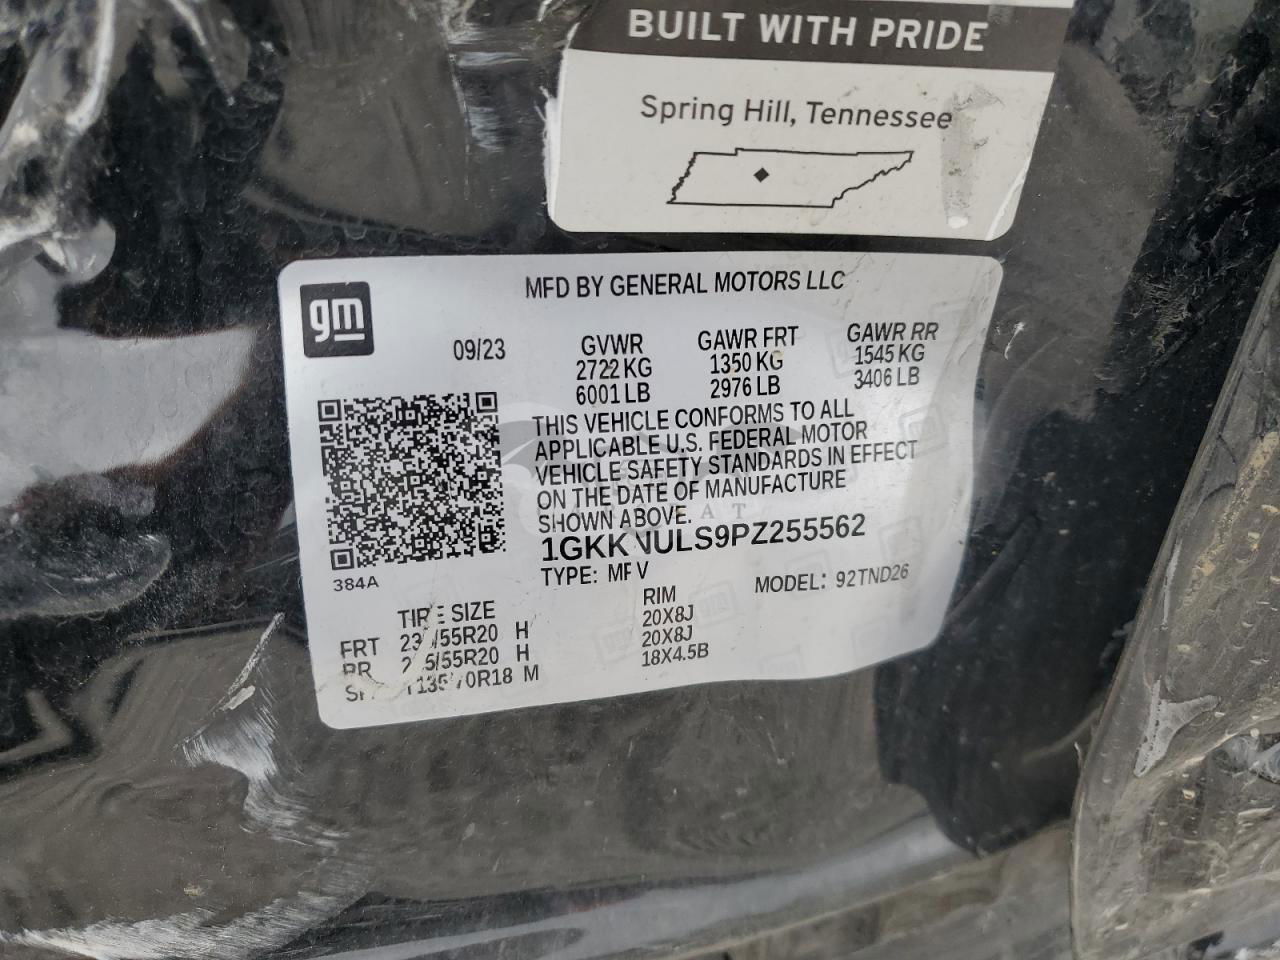 BUILT WITH PRIDE
Spring Hill, Tennessee
gm
MFD BY GENERAL MOTORS LLC
09/23
GVWR
2722 KG
6001 LB
GAWR FRT
1350 KG
2976 LB
GAWR RR
1545 KG
3406 LB
THIS VEHICLE CONFORMS TO ALL
APPLICABLE U.S. FEDERAL MOTOR
VEHICLE SAFETY STANDARDS IN EFFECT
ON THE DATE OF MANUFACTURE
SHOWN ABOVE.
1GKKNULS9PZ255562
TYPE: MPV MODEL: 92TND26
384A
TIRE SIZE RIM
FRT H 20X8J
RR H 20X8J
M 18X4.5B